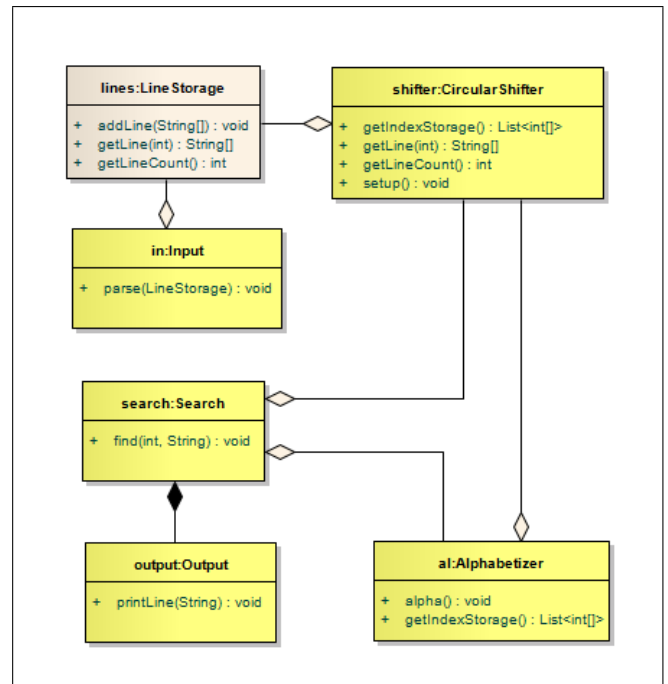 lines:LineStorage
+ addLine(String[]) : void
+ getLine(int) : String[]
+ getLineCount() : int
shifter:CircularShifter
+ getIndexStorage() : List<int[]>
+ getLine(int) : String[]
+ getLineCount() : int
+ setup() : void
in:Input
+ parse(LineStorage) : void
search:Search
+ find(int, String) : void
output:Output
+ printLine(String) : void
al:Alphabetizer
+ alpha() : void
+ getIndexStorage() : List<int[]>